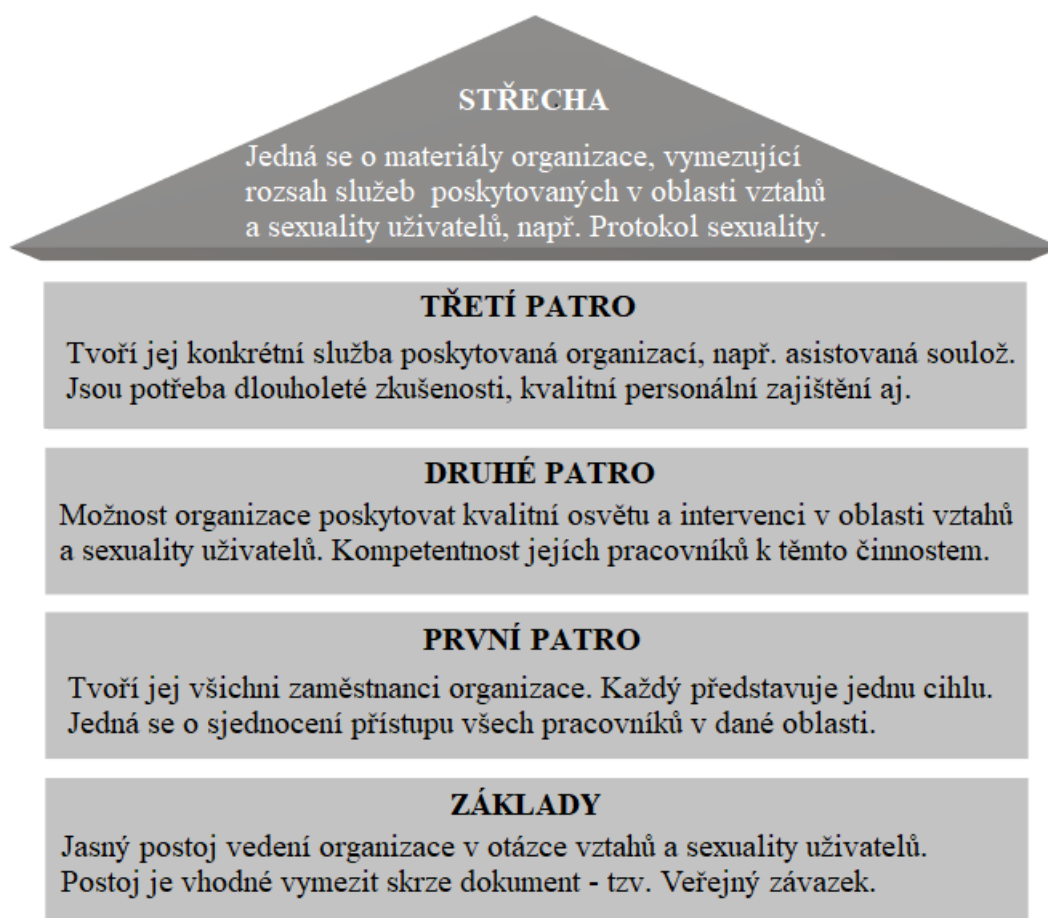 STŘECHA
Jedná se o materiály organizace, vymezující
rozsah služeb  poskytovaných v oblasti vztahů
a sexuality uživatelů, např. Protokol sexuality.
TŘETÍ PATRO
Tvoří jej konkrétní služba poskytovaná organizací, např. asistovaná soulož.
Jsou potřeba dlouholeté zkušenosti, kvalitní personální zajištění aj.
DRUHÉ PATRO
Možnost organizace poskytovat kvalitní osvětu a intervenci v oblasti vztahů
a sexuality uživatelů. Kompetentnost jejích pracovníků k těmto činnostem.
PRVNÍ PATRO
Tvoří jej všichni zaměstnanci organizace. Každý představuje jednu cihlu.
Jedná se o sjednocení přístupu všech pracovníků v dané oblasti.
ZÁKLADY
Jasný postoj vedení organizace v otázce vztahů a sexuality uživatelů.
Postoj je vhodné vymezit skrze dokument - tzv. Veřejný závazek.